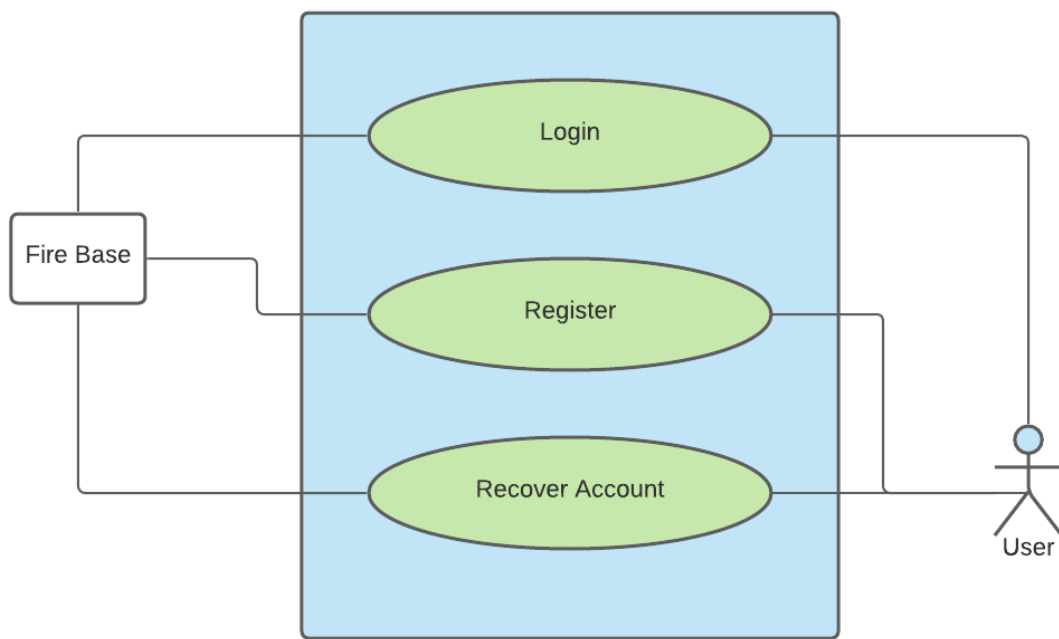 Login
Fire Base
Register
Recover Account
User